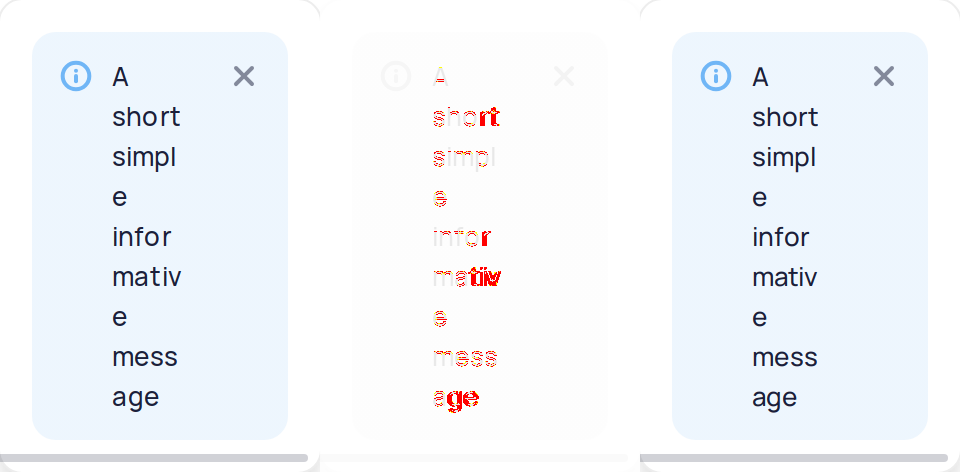 A
short
simpl
e
infor
mativ
e
mess
age
A
short
simpl
e
infor
mativ
e
mess
age
A
short
simpl
e
infor
mativ
e
mess
age